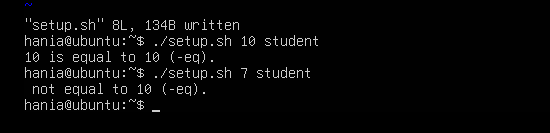 ~
"setup.sh" 8L, 134B written
hania@ubuntu:~$ ./setup.sh 10 student
10 is equal to 10 (-eq).
hania@ubuntu:~$ ./setup.sh 7 student
 not equal to 10 (-eq).
hania@ubuntu:~$ _